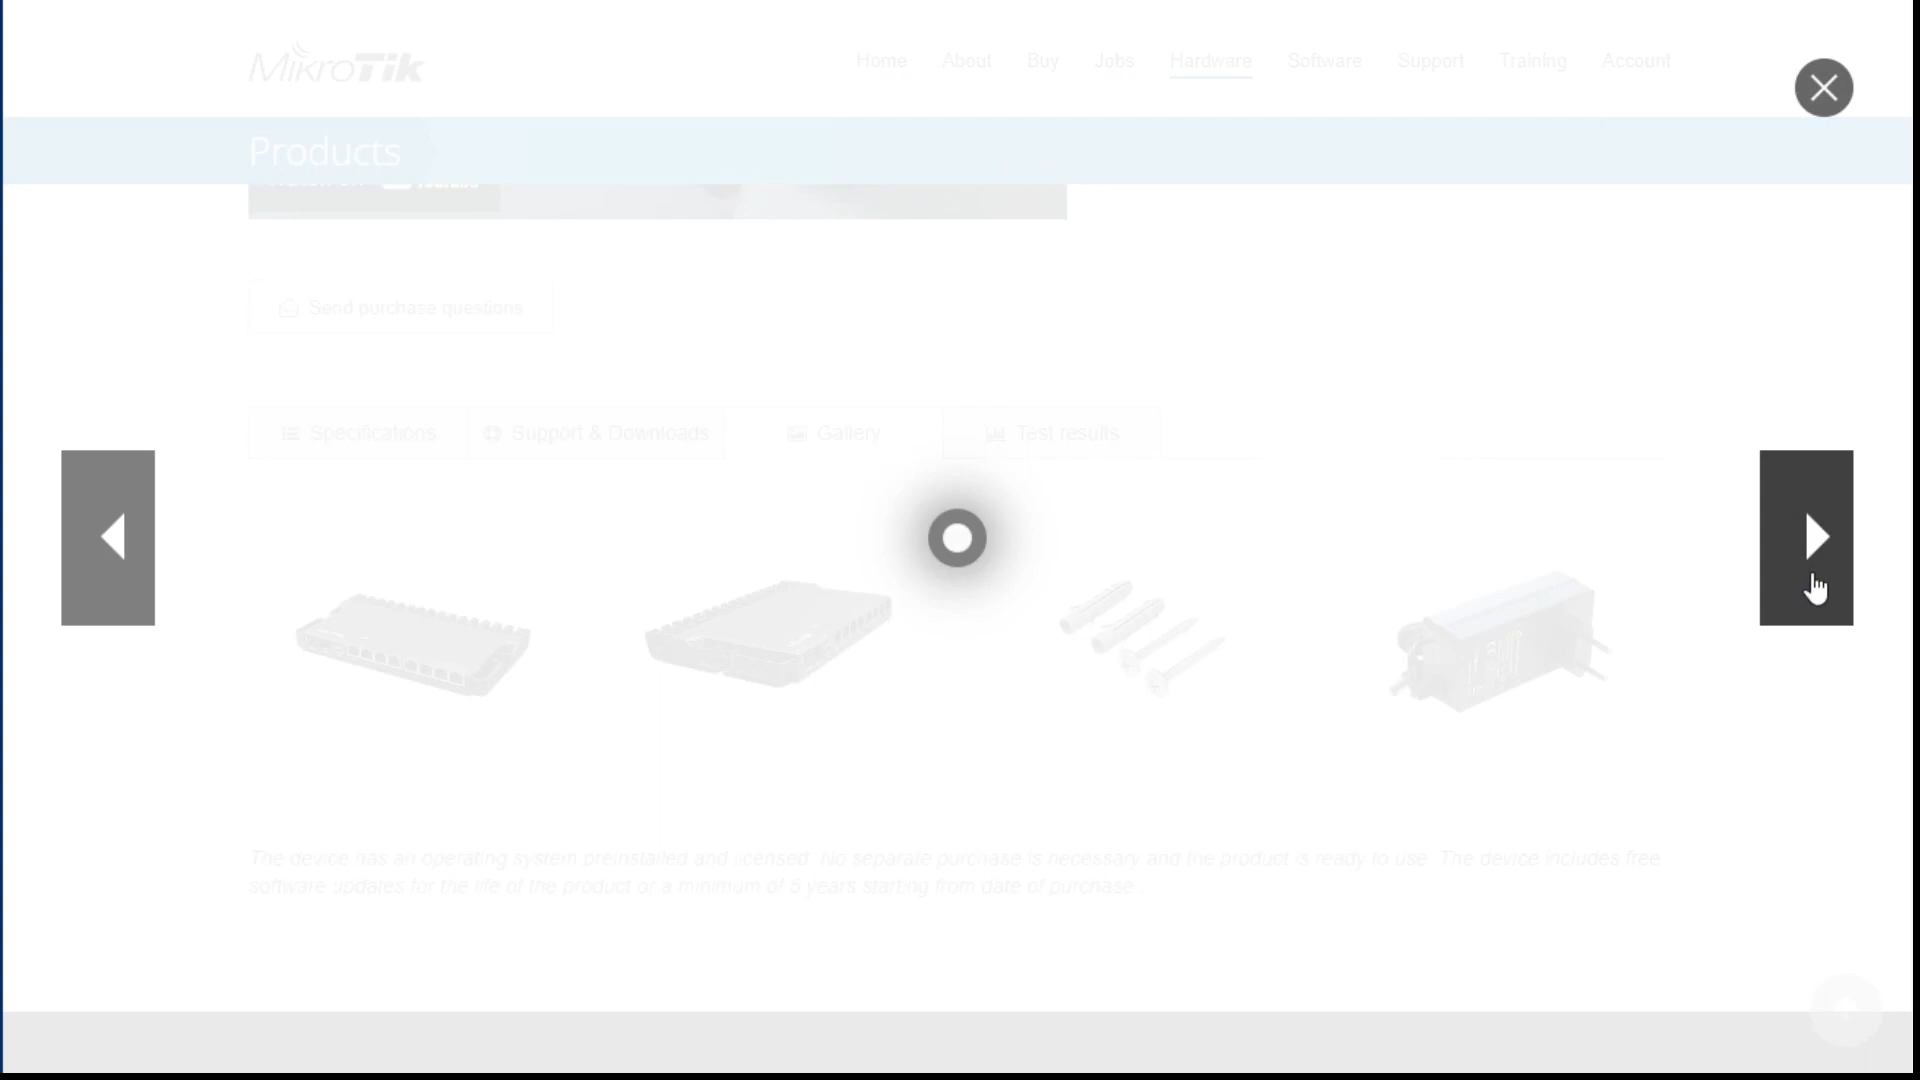 MikroTik
Home About Buy Jobs Hardware Software Support Training Account
Products
Send purchase questions
Specifications Support & Downloads Gallery Test results
The device has an operating system preinstalled and licensed. No separate purchase is necessary and the product is ready to use. The device includes free
software updates for the life of the product or a minimum of 5 years starting from date of purchase.